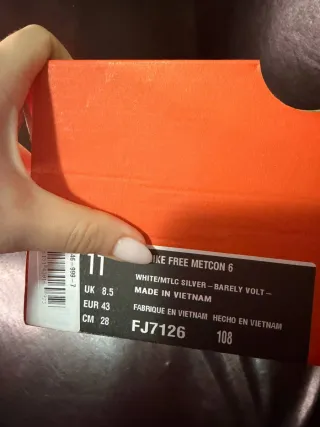 11
IKE FREE METCON 6
WHITE/MTLC SILVER-BARELY VOLT-
UK 8.5
MADE IN VIETNAM
EUR 43
FABRIQUE EN VIETNAM HECHO EN VIETNAM
CM 28
FJ7126 108